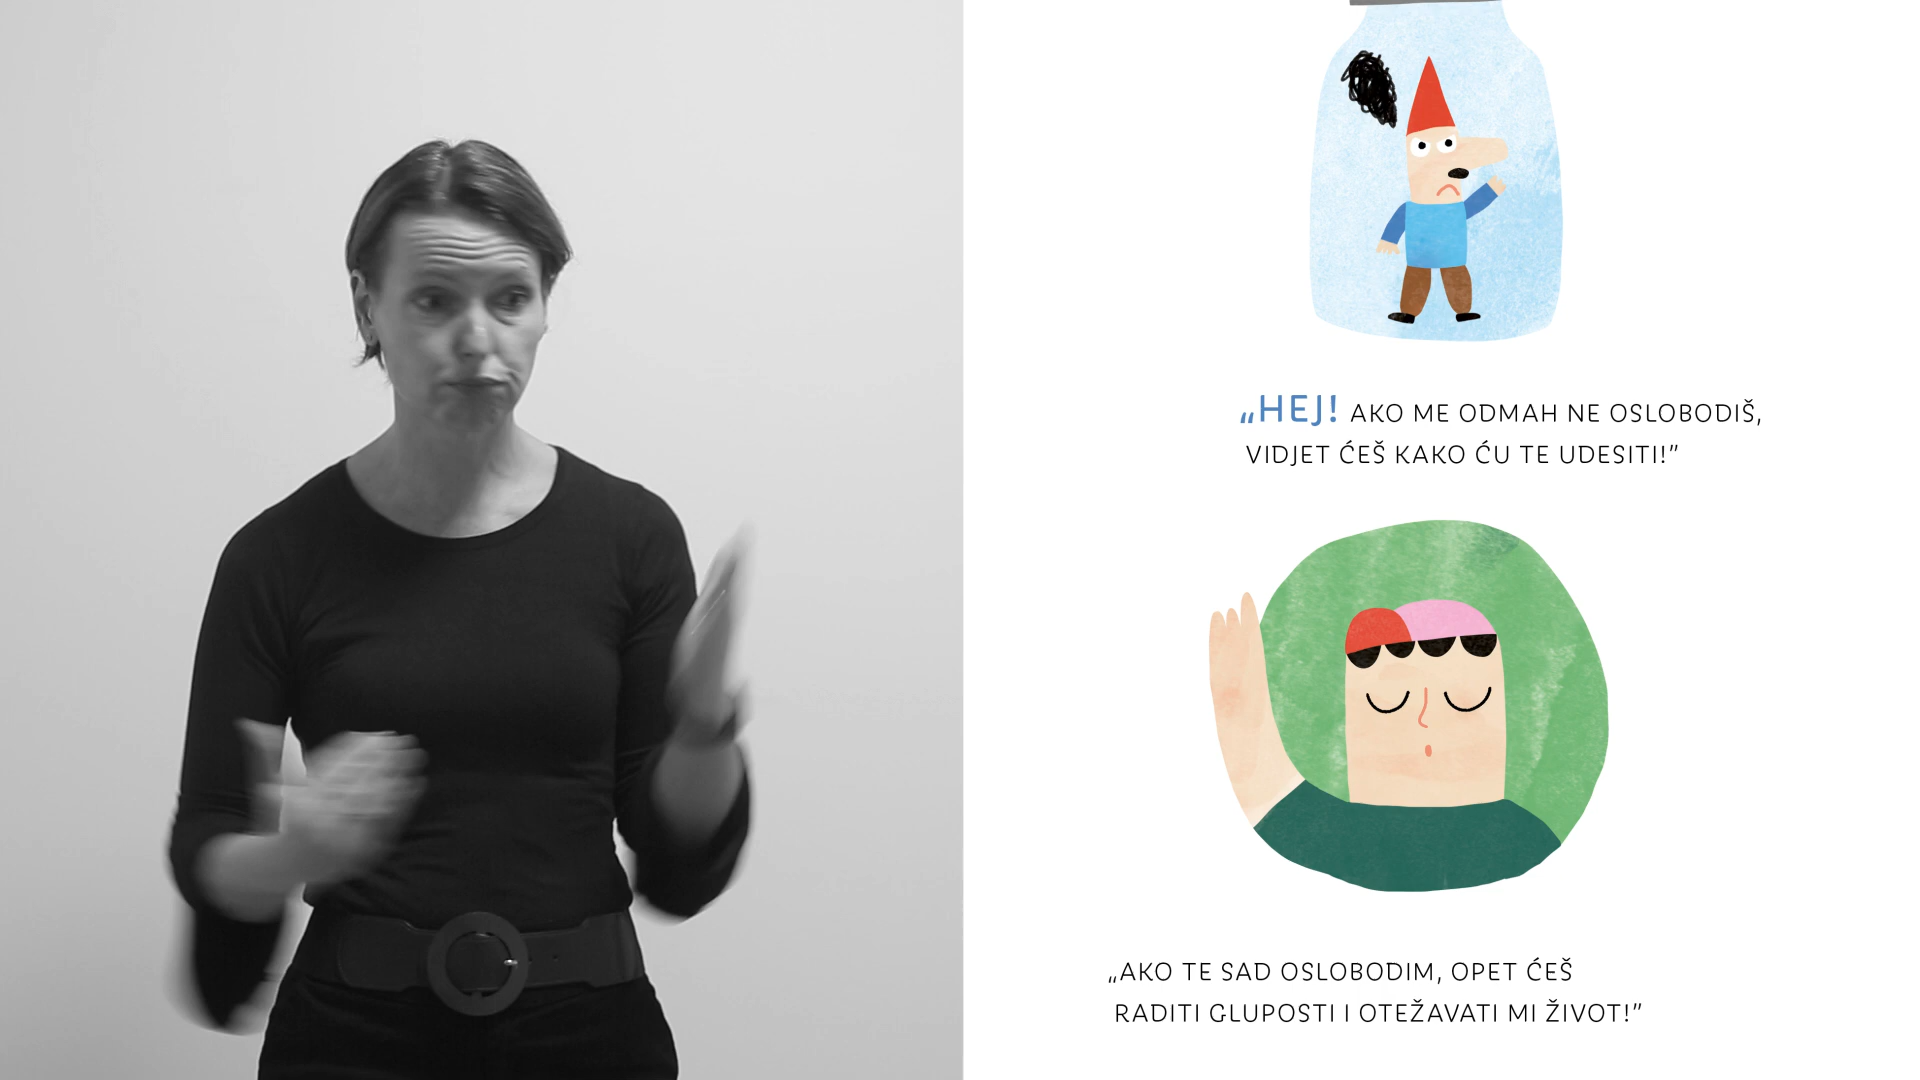 „HEJ! AKO ME ODMAH NE OSLOBODIŠ,
VIDJET ĆEŠ KAKO ĆU TE UDESITI!”
„AKO TE SAD OSLOBODIM, OPET ĆEŠ
RADITI GLUPOSTI I OTEŽAVATI MI ŽIVOT!”